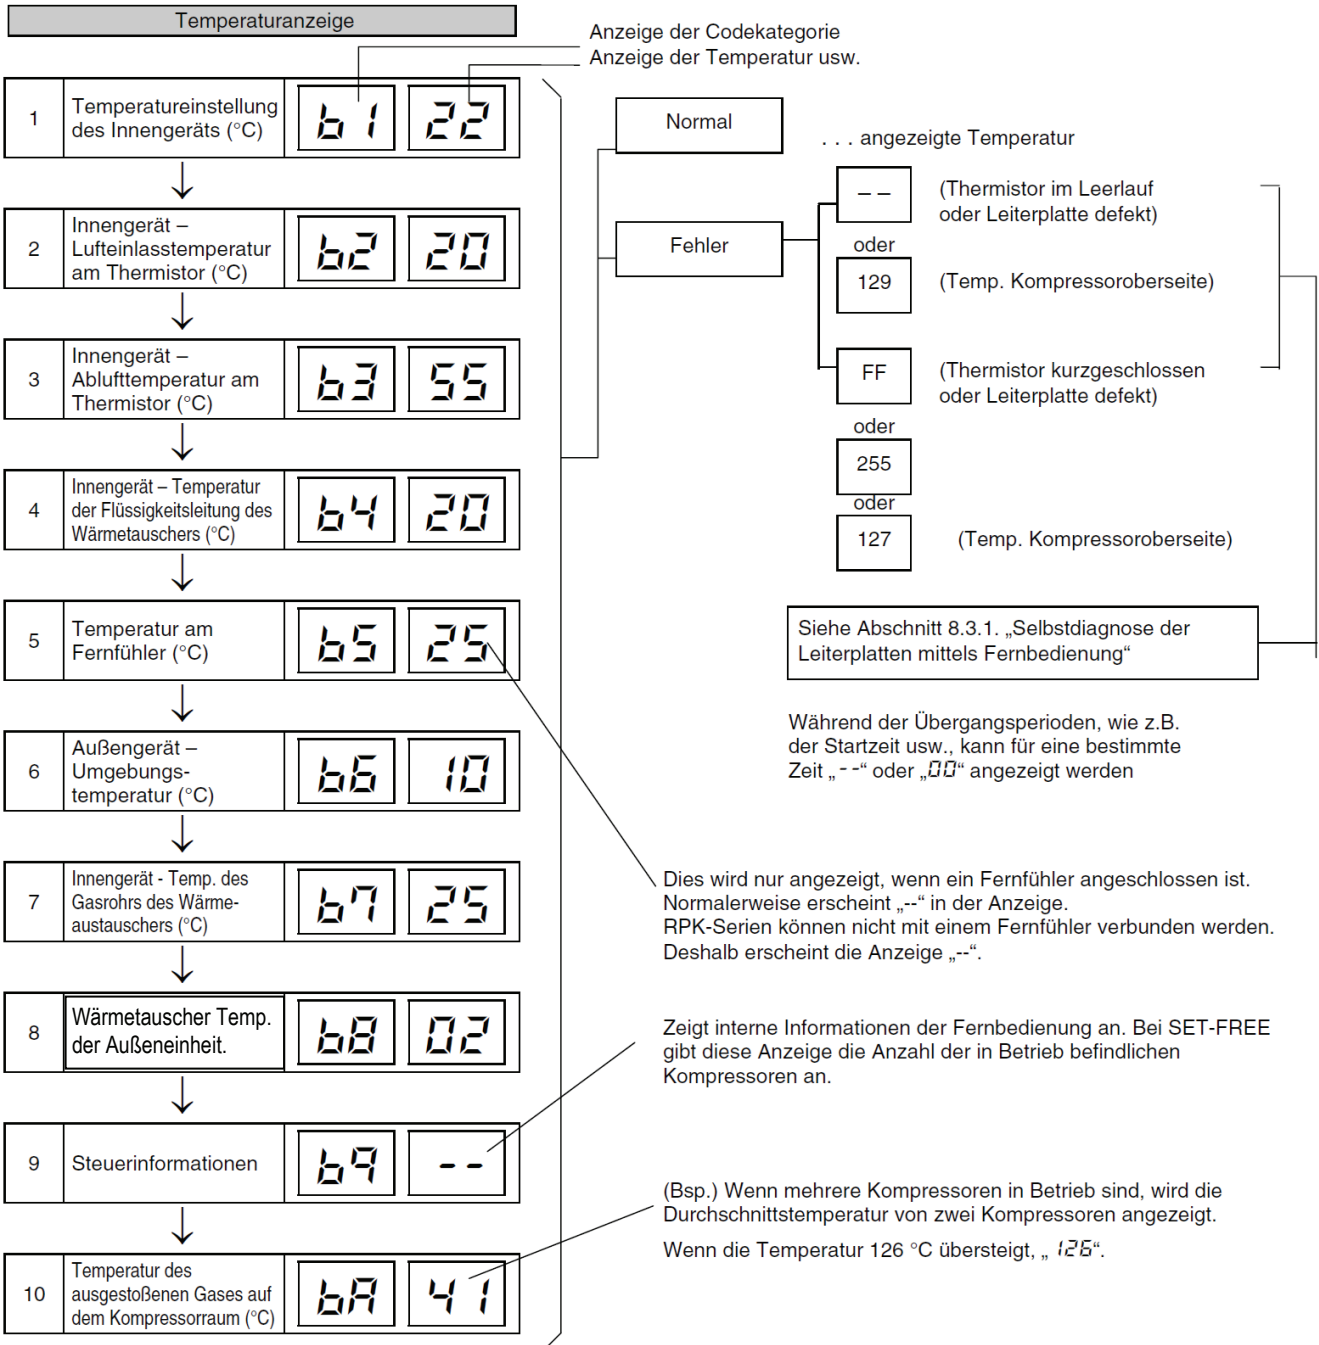 Temperaturanzeige
Anzeige der Codekategorie
Anzeige der Temperatur usw.
1
Temperatureinstellung
des Innengeräts (°C)
b1
22
2
Innengerät –
Lufteinlasstemperatur
am Thermistor (°C)
b2
20
3
Innengerät –
Ablufttemperatur am
Thermistor (°C)
b3
55
4
Innengerät – Temperatur
der Flüssigkeitsleitung des
Wärmetauschers (°C)
b4
20
5
Temperatur am
Fernfühler (°C)
b5
25
6
Außengerät –
Umgebungs-
temperatur (°C)
b6
10
7
Innengerät - Temp. des
Gasrohrs des Wärme-
austauschers (°C)
b7
25
8
Wärmetauscher Temp.
der Außeneinheit.
b8
02
9
Steuerinformationen
b9
--
10
Temperatur des
ausgestoßenen Gases auf
dem Kompressorraum (°C)
bA
41
Normal
. . . angezeigte Temperatur
Fehler
– –
(Thermistor im Leerlauf
oder Leiterplatte defekt)
oder
129
(Temp. Kompressoroberseite)
FF
(Thermistor kurzgeschlossen
oder Leiterplatte defekt)
oder
255
oder
127
(Temp. Kompressoroberseite)
Siehe Abschnitt 8.3.1. „Selbstdiagnose der
Leiterplatten mittels Fernbedienung“
Während der Übergangsperioden, wie z.B.
der Startzeit usw., kann für eine bestimmte
Zeit „--“ oder „00“ angezeigt werden
Dies wird nur angezeigt, wenn ein Fernfühler angeschlossen ist.
Normalerweise erscheint „--“ in der Anzeige.
RPK-Serien können nicht mit einem Fernfühler verbunden werden.
Deshalb erscheint die Anzeige „--“.
Zeigt interne Informationen der Fernbedienung an. Bei SET-FREE
gibt diese Anzeige die Anzahl der in Betrieb befindlichen
Kompressoren an.
(Bsp.) Wenn mehrere Kompressoren in Betrieb sind, wird die
Durchschnittstemperatur von zwei Kompressoren angezeigt.
Wenn die Temperatur 126 °C übersteigt, „ 126“.